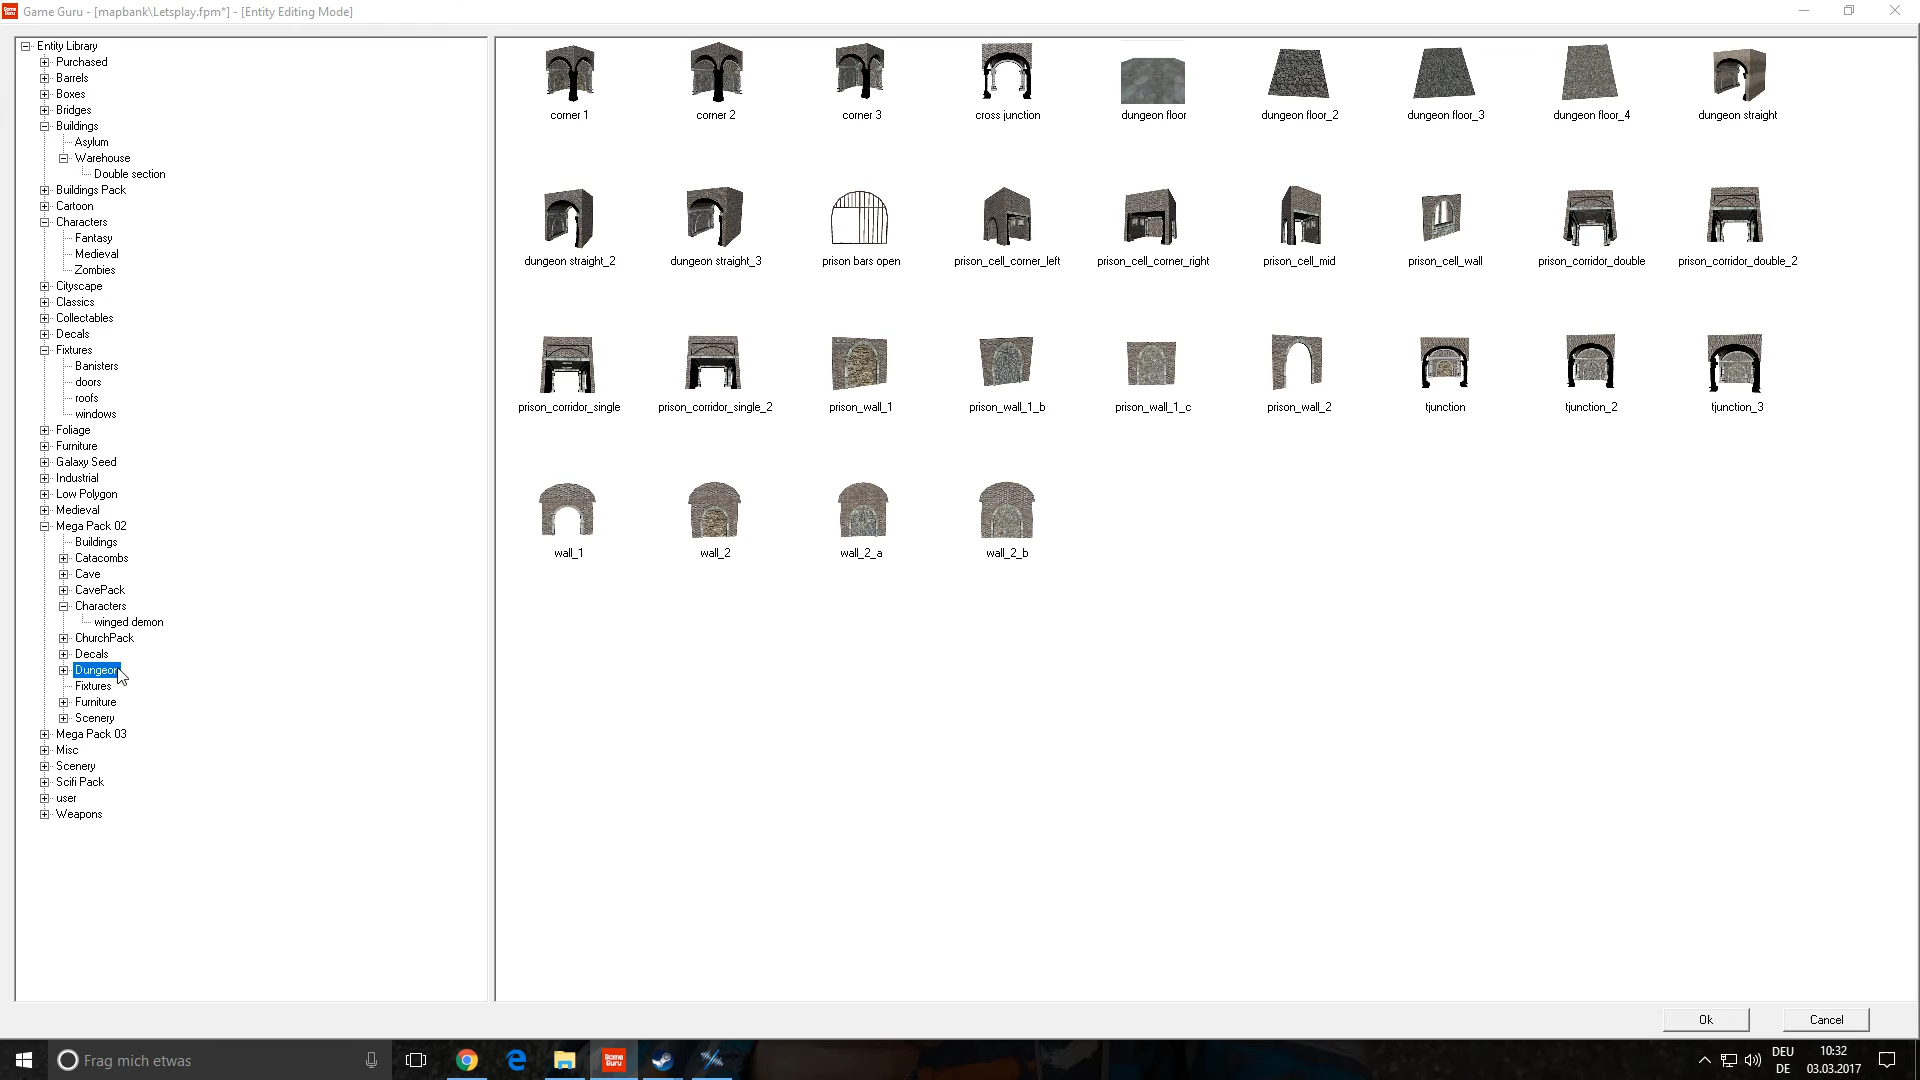 Game Guru - [mapbank\Letsplay.fpm*] - [Entity Editing Mode]
Entity Library
Purchased
Barrels
Boxes
Bridges
Buildings
Asylum
Warehouse
Double section
Buildings Pack
Cartoon
Characters
Fantasy
Medieval
Zombies
Cityscape
Classics
Collectables
Decals
Fixtures
Banisters
doors
roofs
windows
Foliage
Furniture
Galaxy Seed
Industrial
Low Polygon
Medieval
Mega Pack 02
Buildings
Catacombs
Cave
CavePack
Characters
winged demon
ChurchPack
Decals
Dungeon
Fixtures
Furniture
Scenery
Mega Pack 03
Misc
Scenery
Scifi Pack
user
Weapons
corner 1 corner 2 corner 3 cross junction dungeon floor dungeon floor_2 dungeon floor_3 dungeon floor_4 dungeon straight
dungeon straight_2 dungeon straight_3 prison bars open prison_cell_corner_left prison_cell_corner_right prison_cell_mid prison_cell_wall prison_corridor_double prison_corridor_double_2
prison_corridor_single prison_corridor_single_2 prison_wall_1 prison_wall_1_b prison_wall_1_c prison_wall_2 tjunction tjunction_2 tjunction_3
wall_1 wall_2 wall_2_a wall_2_b
Ok Cancel
Frag mich etwas
Game Guru
DEU 10:32
DE 03.03.2017